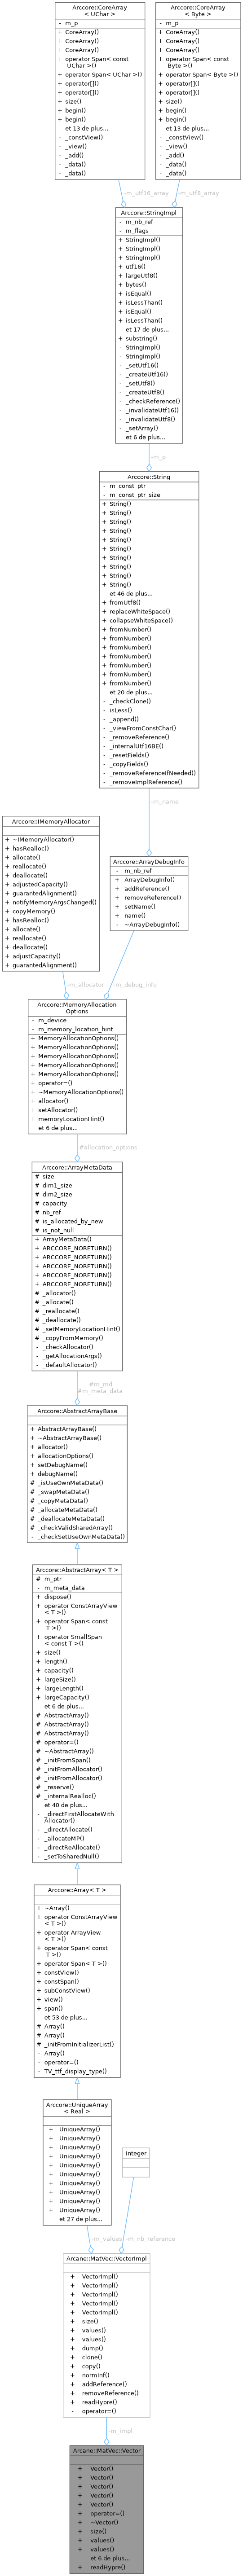 Arccore::CoreArray
< UChar >
- m_p
+ CoreArray()
+ CoreArray()
+ CoreArray()
+ operator Span< const
UChar >()
+ operator Span< UChar >()
+ operator[]()
+ operator[]()
+ size()
+ begin()
+ begin()
et 13 de plus...
- _constView()
- _view()
- _add()
- _data()
- _data()
Arccore::CoreArray
< Byte >
- m_p
+ CoreArray()
+ CoreArray()
+ CoreArray()
+ operator Span< const
Byte >()
+ operator Span< Byte >()
+ operator[]()
+ operator[]()
+ size()
+ begin()
+ begin()
et 13 de plus...
- _constView()
- _view()
- _add()
- _data()
- _data()
-m_utf16_array
-m_utf8_array
Arccore::StringImpl
- m_nb_ref
- m_flags
+ StringImpl()
+ StringImpl()
+ StringImpl()
+ utf16()
+ largeUtf8()
+ bytes()
+ isEqual()
+ isLessThan()
+ isEqual()
+ isLessThan()
et 17 de plus...
+ substring()
- StringImpl()
- StringImpl()
- _setUtf16()
- _createUtf16()
- _setUtf8()
- _createUtf8()
- _checkReference()
- _invalidateUtf16()
- _invalidateUtf8()
- _setArray()
et 6 de plus...
-m_p
Arccore::String
- m_const_ptr
- m_const_ptr_size
+ String()
+ String()
+ String()
+ String()
+ String()
+ String()
+ String()
+ String()
+ String()
+ String()
et 46 de plus...
+ fromUtf8()
+ replaceWhiteSpace()
+ collapseWhiteSpace()
+ fromNumber()
+ fromNumber()
+ fromNumber()
+ fromNumber()
+ fromNumber()
+ fromNumber()
+ fromNumber()
et 20 de plus...
- _checkClone()
- isLess()
- _append()
- _viewFromConstChar()
- _removeReference()
- _internalUtf16BE()
- _resetFields()
- _copyFields()
- _removeReferenceIfNeeded()
- _removeImplReference()
-m_name
Arccore::IMemoryAllocator
+ ~IMemoryAllocator()
+ hasRealloc()
+ allocate()
+ reallocate()
+ deallocate()
+ adjustedCapacity()
+ guarantedAlignment()
+ notifyMemoryArgsChanged()
+ copyMemory()
+ hasRealloc()
+ allocate()
+ reallocate()
+ deallocate()
+ adjustCapacity()
+ guarantedAlignment()
Arccore::ArrayDebugInfo
- m_nb_ref
+ ArrayDebugInfo()
+ addReference()
+ removeReference()
+ setName()
+ name()
- ~ArrayDebugInfo()
-m_allocator
-m_debug_info
Arccore::MemoryAllocation
Options
- m_device
- m_memory_location_hint
+ MemoryAllocationOptions()
+ MemoryAllocationOptions()
+ MemoryAllocationOptions()
+ MemoryAllocationOptions()
+ MemoryAllocationOptions()
+ operator=()
+ ~MemoryAllocationOptions()
+ allocator()
+ setAllocator()
+ memoryLocationHint()
et 6 de plus...
#allocation_options
Arccore::ArrayMetaData
# size
# dim1_size
# dim2_size
# capacity
# nb_ref
# is_allocated_by_new
# is_not_null
+ ArrayMetaData()
+ ARCCORE_NORETURN()
+ ARCCORE_NORETURN()
+ ARCCORE_NORETURN()
+ ARCCORE_NORETURN()
+ ARCCORE_NORETURN()
# _allocator()
# _allocate()
# _reallocate()
# _deallocate()
# _setMemoryLocationHint()
# _copyFromMemory()
- _checkAllocator()
- _getAllocationArgs()
- _defaultAllocator()
#m_md
#m_meta_data
Arccore::AbstractArrayBase
+ AbstractArrayBase()
+ ~AbstractArrayBase()
+ allocator()
+ allocationOptions()
+ setDebugName()
+ debugName()
# _isUseOwnMetaData()
# _swapMetaData()
# _copyMetaData()
# _allocateMetaData()
# _deallocateMetaData()
# _checkValidSharedArray()
- _checkSetUseOwnMetaData()
Arccore::AbstractArray< T >
# m_ptr
- m_meta_data
+ dispose()
+ operator ConstArrayView
< T >()
+ operator Span< const
T >()
+ operator SmallSpan
< const T >()
+ size()
+ length()
+ capacity()
+ largeSize()
+ largeLength()
+ largeCapacity()
et 6 de plus...
# AbstractArray()
# AbstractArray()
# AbstractArray()
# operator=()
# ~AbstractArray()
# _initFromSpan()
# _initFromAllocator()
# _initFromAllocator()
# _reserve()
# _internalRealloc()
et 40 de plus...
- _directFirstAllocateWith
Allocator()
- _directAllocate()
- _allocateMP()
- _directReAllocate()
- _setToSharedNull()
Arccore::Array< T >
+ ~Array()
+ operator ConstArrayView
< T >()
+ operator ArrayView
< T >()
+ operator Span< const
T >()
+ operator Span< T >()
+ constView()
+ constSpan()
+ subConstView()
+ view()
+ span()
et 53 de plus...
# Array()
# Array()
# _initFromInitializerList()
- Array()
- operator=()
- TV_ttf_display_type()
Arccore::UniqueArray
< Real >
+ UniqueArray()
+ UniqueArray()
+ UniqueArray()
+ UniqueArray()
+ UniqueArray()
+ UniqueArray()
+ UniqueArray()
+ UniqueArray()
+ UniqueArray()
+ UniqueArray()
et 27 de plus...
Integer
-m_values
-m_nb_reference
Arcane::MatVec::VectorImpl
+ VectorImpl()
+ VectorImpl()
+ VectorImpl()
+ VectorImpl()
+ VectorImpl()
+ size()
+ values()
+ values()
+ dump()
+ clone()
+ copy()
+ normInf()
+ addReference()
+ removeReference()
+ readHypre()
- operator=()
-m_impl
Arcane::MatVec::Vector
+ Vector()
+ Vector()
+ Vector()
+ Vector()
+ Vector()
+ operator=()
+ ~Vector()
+ size()
+ values()
+ values()
et 6 de plus...
+ readHypre()